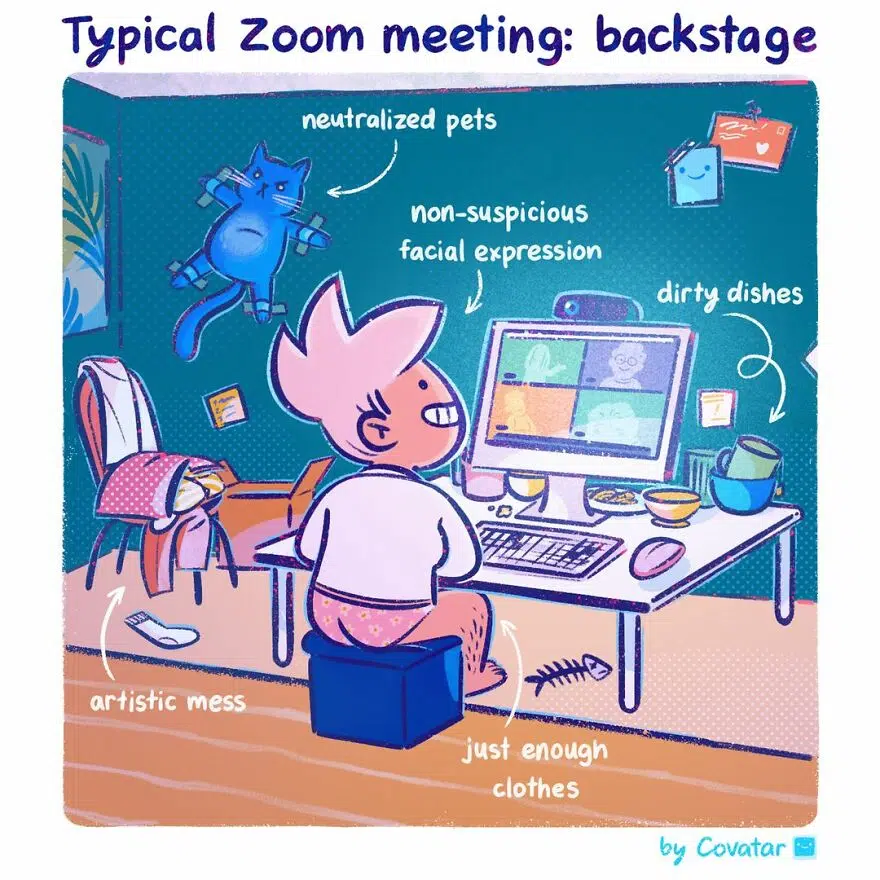 Typical Zoom meeting: backstage
neutralized pets
non-suspicious
facial expression
dirty dishes
artistic mess
just enough
clothes
by Covatar